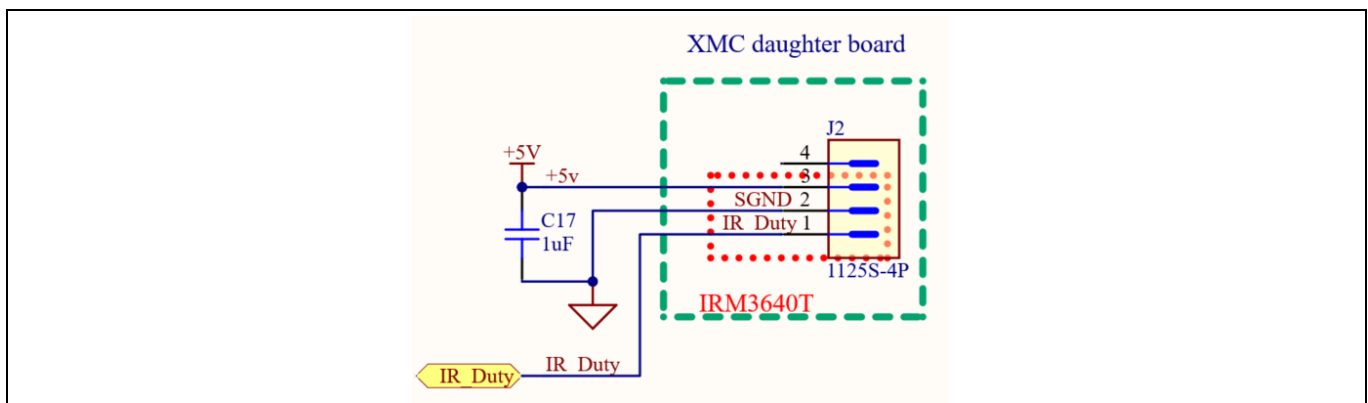 XMC daughter board
J2
4
+5V
+5v
3
SGND 2
C17
IR_Duty 1
1uF
1125S-4P
IRM3640T
IR_Duty
IR_Duty